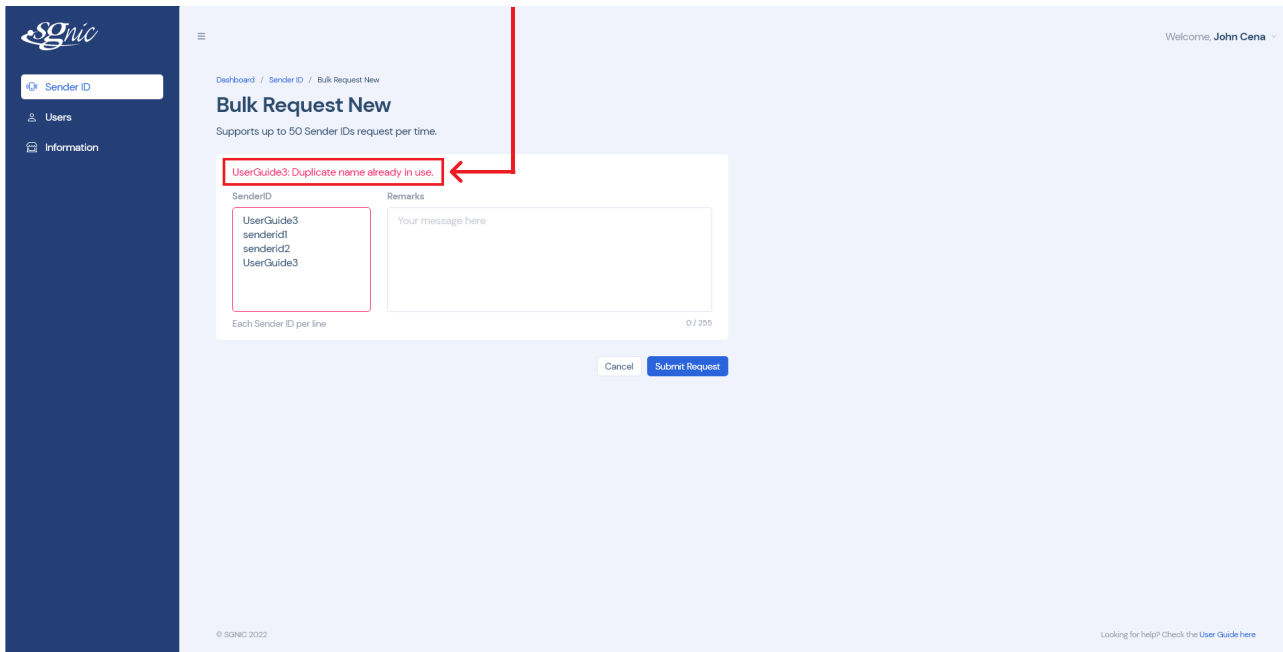 sgnic
Welcome, John Cena
Sender ID
Users
Information
Dashboard / Sender ID / Bulk Request New
Bulk Request New
Supports up to 50 Sender IDs request per time.
UserGuide3: Duplicate name already in use.
SenderID Remarks
UserGuide3
senderid1
senderid2
UserGuide3
Your message here
Each Sender ID per line 0 / 255
Cancel Submit Request
© SGNIC 2022 Looking for help? Check the User Guide here